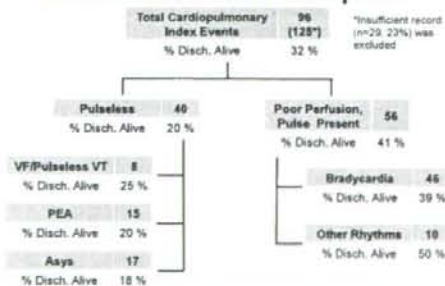 Total Cardiopulmonary 96
Index Events (125*)
% Disch. Alive 32 %
*Insufficient record
(n=29, 23%) was
excluded
Pulseless 40
% Disch. Alive 20 %
Poor Perfusion,
Pulse Present 56
% Disch. Alive 41 %
VF/Pulseless VT 8
% Disch. Alive 25 %
PEA 15
% Disch. Alive 20 %
Asys 17
% Disch. Alive 18 %
Bradycardia 46
% Disch. Alive 39 %
Other Rhythms 10
% Disch. Alive 50 %